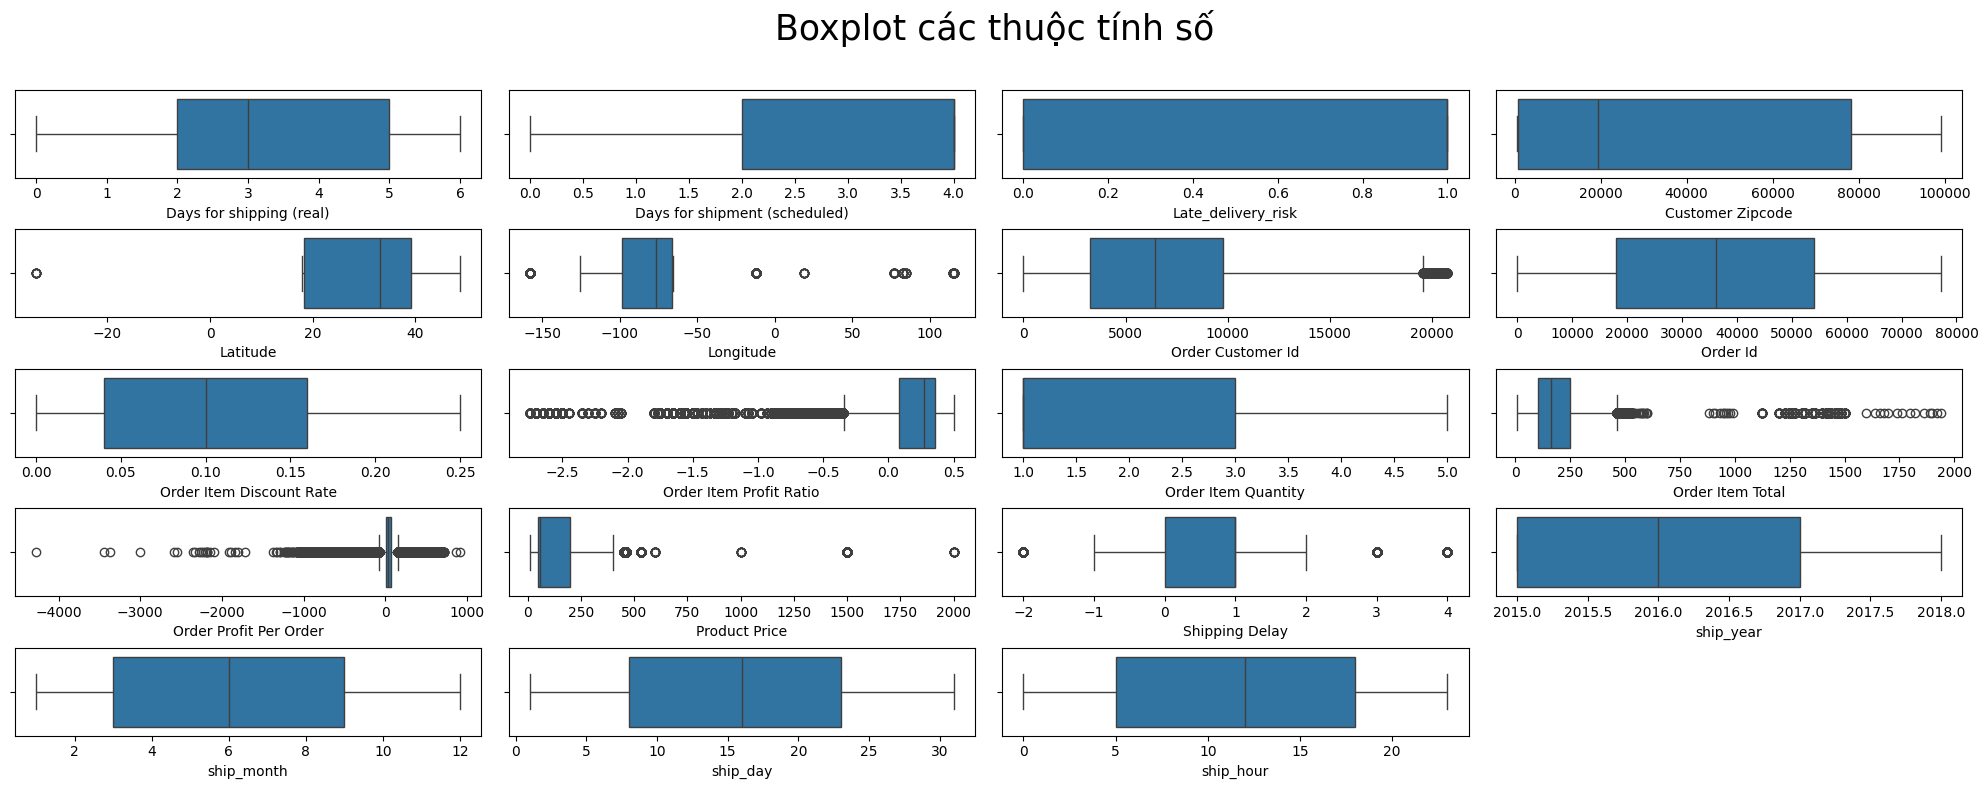 Boxplot các thuộc tính số
0 1 2 3 4 5 6
Days for shipping (real)
0.0 0.5 1.0 1.5 2.0 2.5 3.0 3.5 4.0
Days for shipment (scheduled)
0.0 0.2 0.4 0.6 0.8 1.0
Late_delivery_risk
0 20000 40000 60000 80000 100000
Customer Zipcode
−20 0 20 40
Latitude
−150 −100 −50 0 50 100
Longitude
0 5000 10000 15000 20000
Order Customer Id
0 10000 20000 30000 40000 50000 60000 70000 80000
Order Id
0.00 0.05 0.10 0.15 0.20 0.25
Order Item Discount Rate
−2.5 −2.0 −1.5 −1.0 −0.5 0.0 0.5
Order Item Profit Ratio
1.0 1.5 2.0 2.5 3.0 3.5 4.0 4.5 5.0
Order Item Quantity
0 250 500 750 1000 1250 1500 1750 2000
Order Item Total
−4000 −3000 −2000 −1000 0 1000
Order Profit Per Order
0 250 500 750 1000 1250 1500 1750 2000
Product Price
−2 −1 0 1 2 3 4
Shipping Delay
2015.0 2015.5 2016.0 2016.5 2017.0 2017.5 2018.0
ship_year
2 4 6 8 10 12
ship_month
0 5 10 15 20 25 30
ship_day
0 5 10 15 20
ship_hour